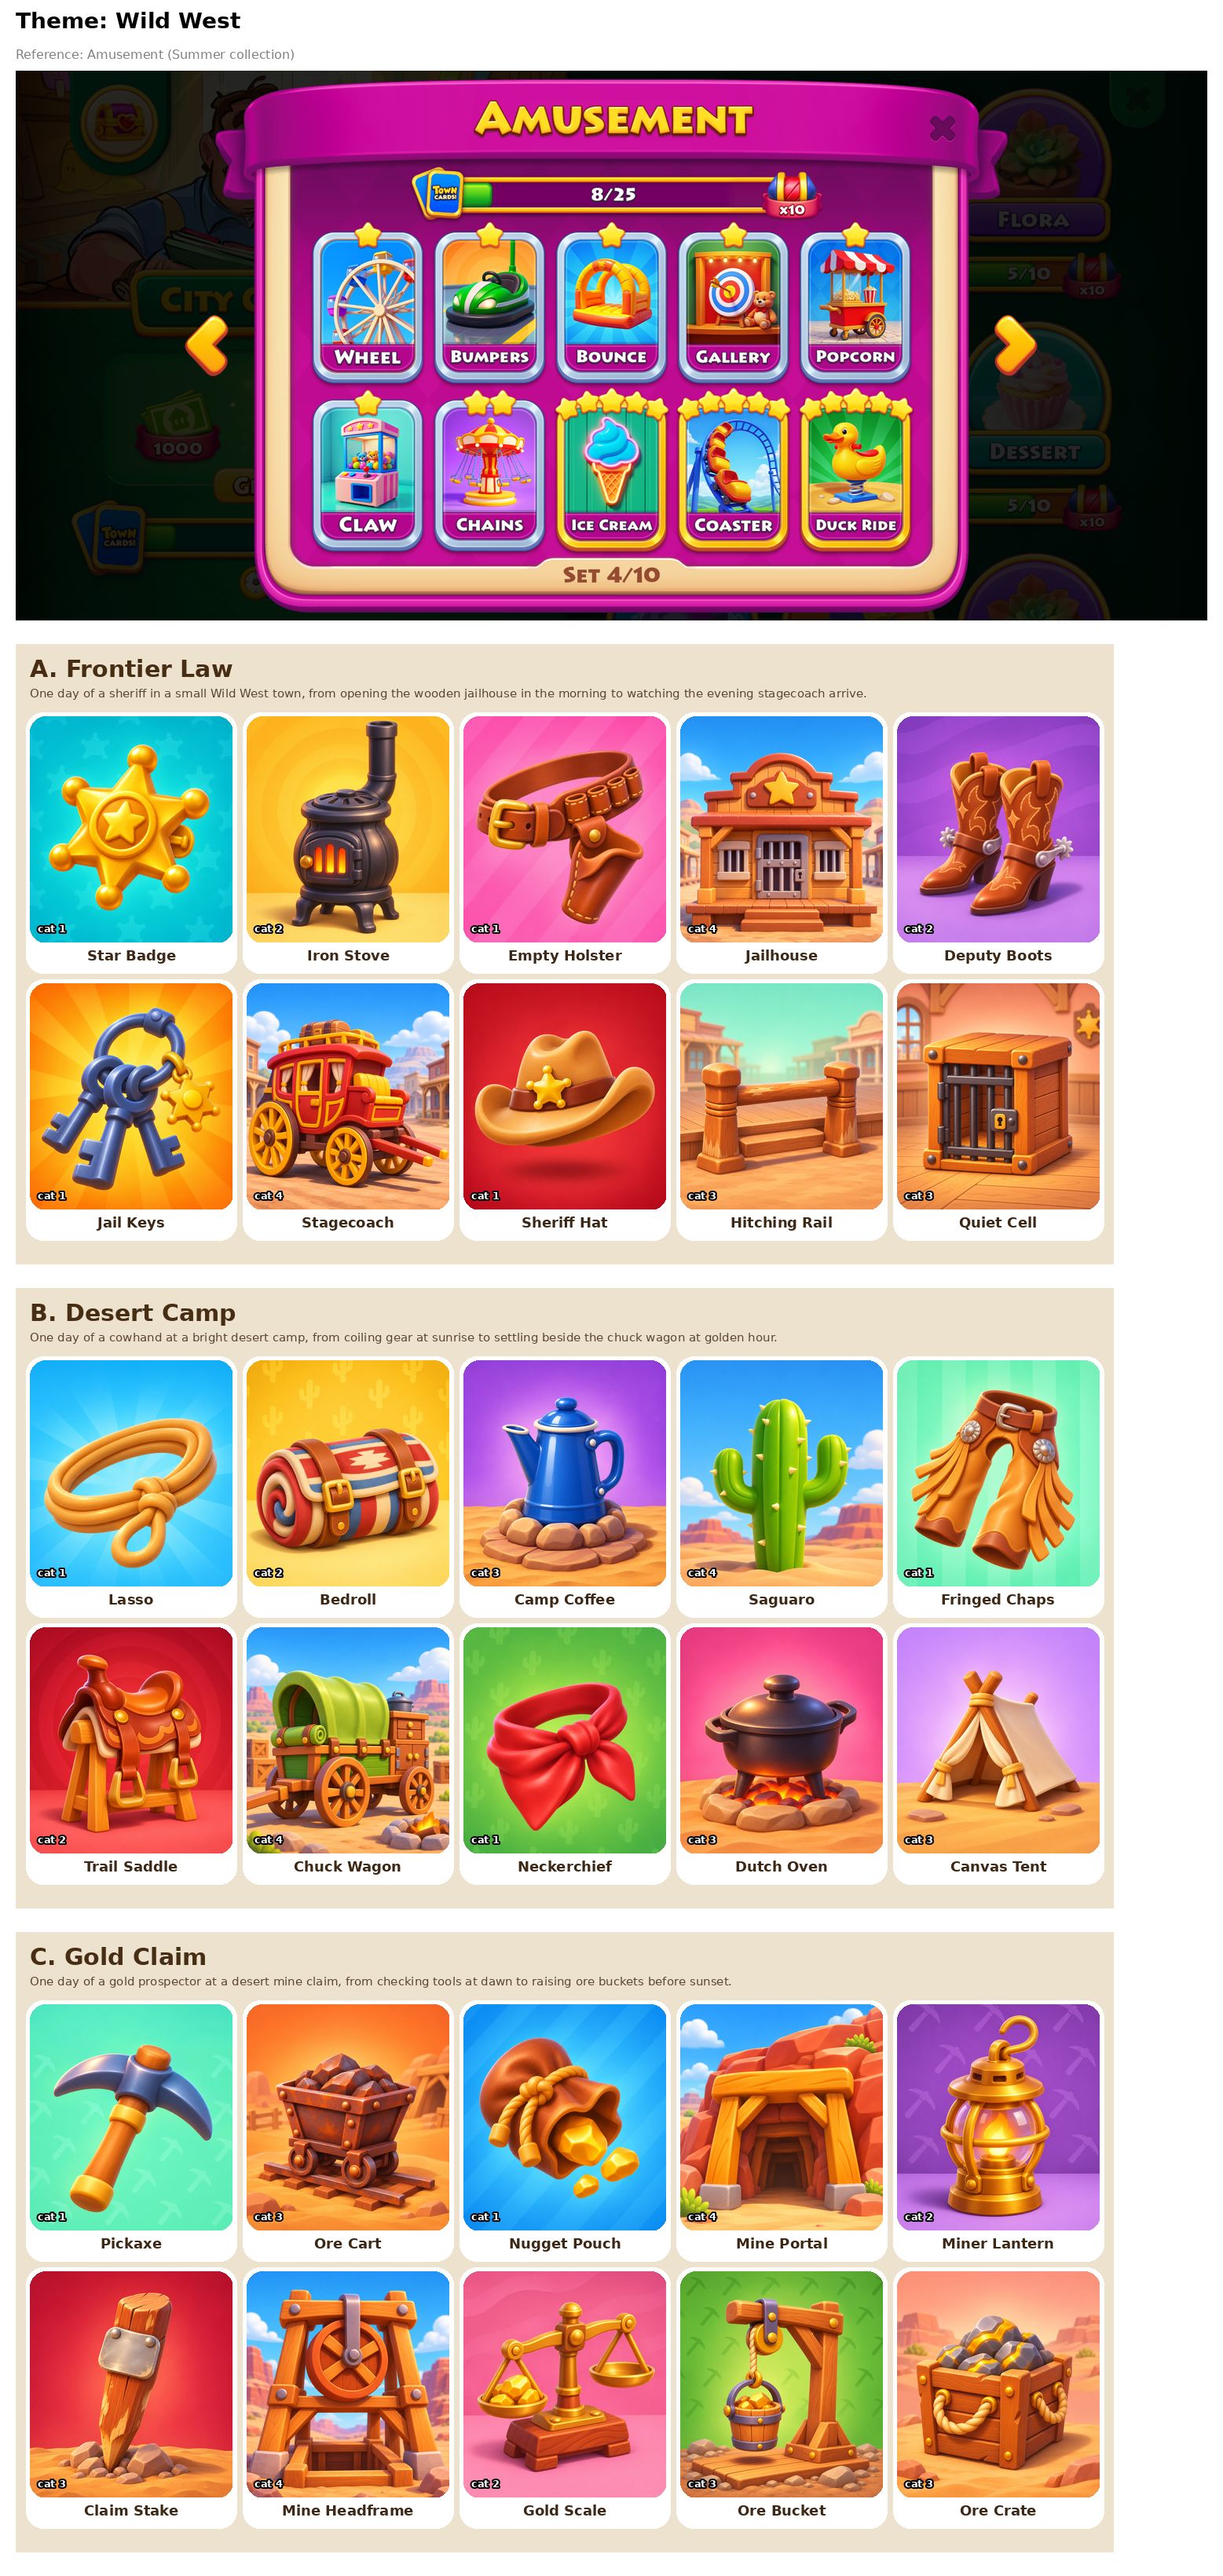 Theme: Wild West
Reference: Amusement (Summer collection)
AMUSEMENT
TOWN CARDS!
8/25
x10
FLORA
5/10
x10
CITY
WHEEL
BUMPERS
BOUNCE
GALLERY
POPCORN
1000
DESSERT
CLAW
CHAINS
ICE CREAM
COASTER
DUCK RIDE
TOWN CARDS!
5/10
x10
SET 4/10
A. Frontier Law
One day of a sheriff in a small Wild West town, from opening the wooden jailhouse in the morning to watching the evening stagecoach arrive.
cat 1
cat 2
cat 1
cat 4
cat 2
Star Badge
Iron Stove
Empty Holster
Jailhouse
Deputy Boots
cat 1
cat 4
cat 1
cat 3
cat 3
Jail Keys
Stagecoach
Sheriff Hat
Hitching Rail
Quiet Cell
B. Desert Camp
One day of a cowhand at a bright desert camp, from coiling gear at sunrise to settling beside the chuck wagon at golden hour.
cat 1
cat 2
cat 3
cat 4
cat 1
Lasso
Bedroll
Camp Coffee
Saguaro
Fringed Chaps
cat 2
cat 4
cat 1
cat 3
cat 3
Trail Saddle
Chuck Wagon
Neckerchief
Dutch Oven
Canvas Tent
C. Gold Claim
One day of a gold prospector at a desert mine claim, from checking tools at dawn to raising ore buckets before sunset.
cat 1
cat 3
cat 1
cat 4
cat 2
Pickaxe
Ore Cart
Nugget Pouch
Mine Portal
Miner Lantern
cat 3
cat 4
cat 2
cat 3
cat 3
Claim Stake
Mine Headframe
Gold Scale
Ore Bucket
Ore Crate